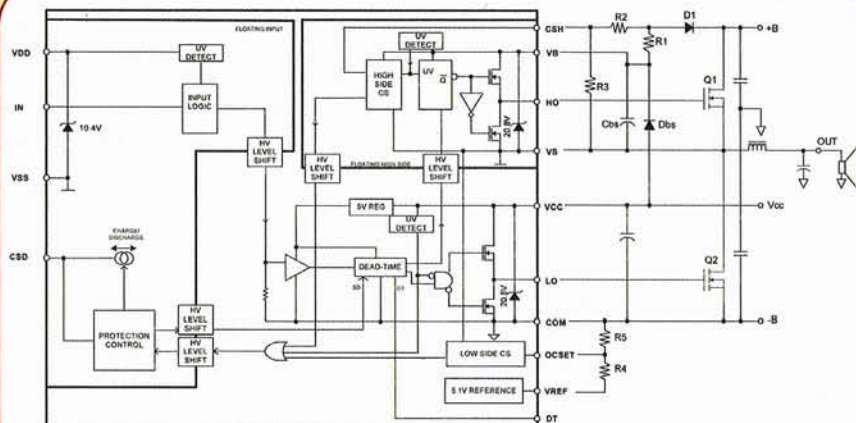 FLOATING INPUT
VDD
UV
DETECT
IN
INPUT
LOGIC
10.4V
HV
LEVEL
SHIFT
VSS
CHARGE/
DISCHARGE
CSD
PROTECTION
CONTROL
HV
LEVEL
SHIFT
HV
LEVEL
SHIFT
UV
DETECT
HIGH
SIDE
CS
UV
Q
20.8V
HV
LEVEL
SHIFT
FLOATING HIGH SIDE
HV
LEVEL
SHIFT
5V REG
UV
DETECT
DEAD-TIME
SD
DT
20.8V
LOW SIDE CS
5.1V REFERENCE
CSH
VB
HO
VS
VCC
LO
COM
OCSET
VREF
DT
R2
D1
+B
R1
R3
Q1
Cbs
Dbs
OUT
Vcc
Q2
-B
R5
R4